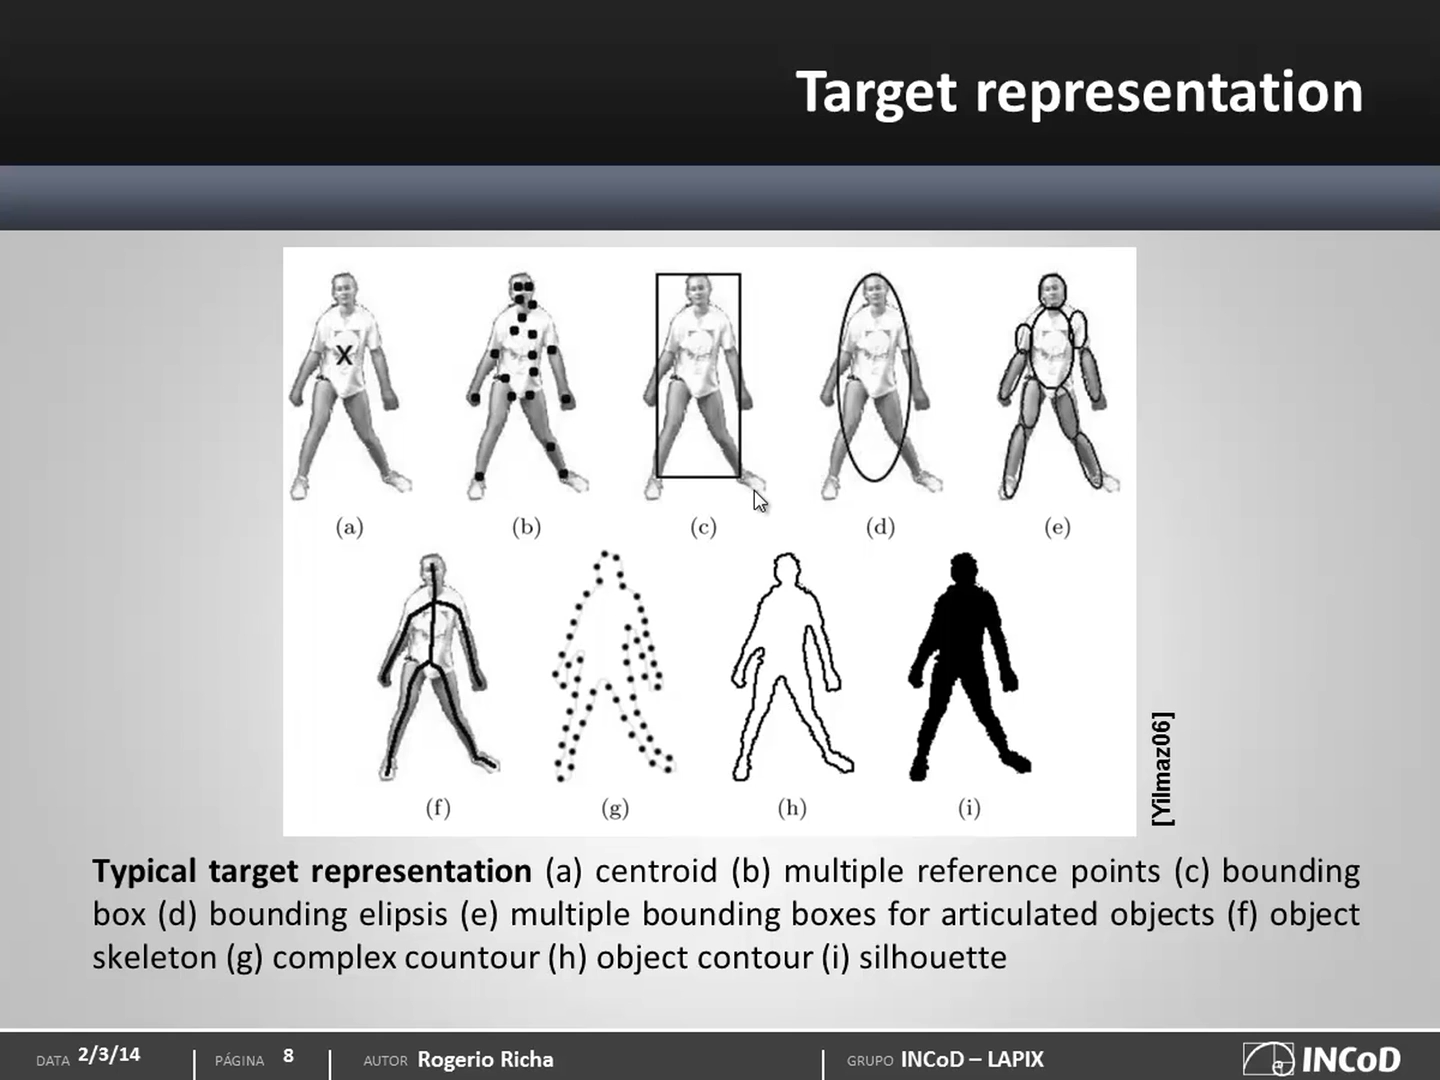 Target representation
X
(a) (b) (c) (d) (e)
(f) (g) (h) (i)
[Yilmaz06]
Typical target representation (a) centroid (b) multiple reference points (c) bounding
box (d) bounding elipsis (e) multiple bounding boxes for articulated objects (f) object
skeleton (g) complex countour (h) object contour (i) silhouette
DATA 2/3/14 PÁGINA 8 AUTOR Rogerio Richa GRUPO INCoD – LAPIX INCoD